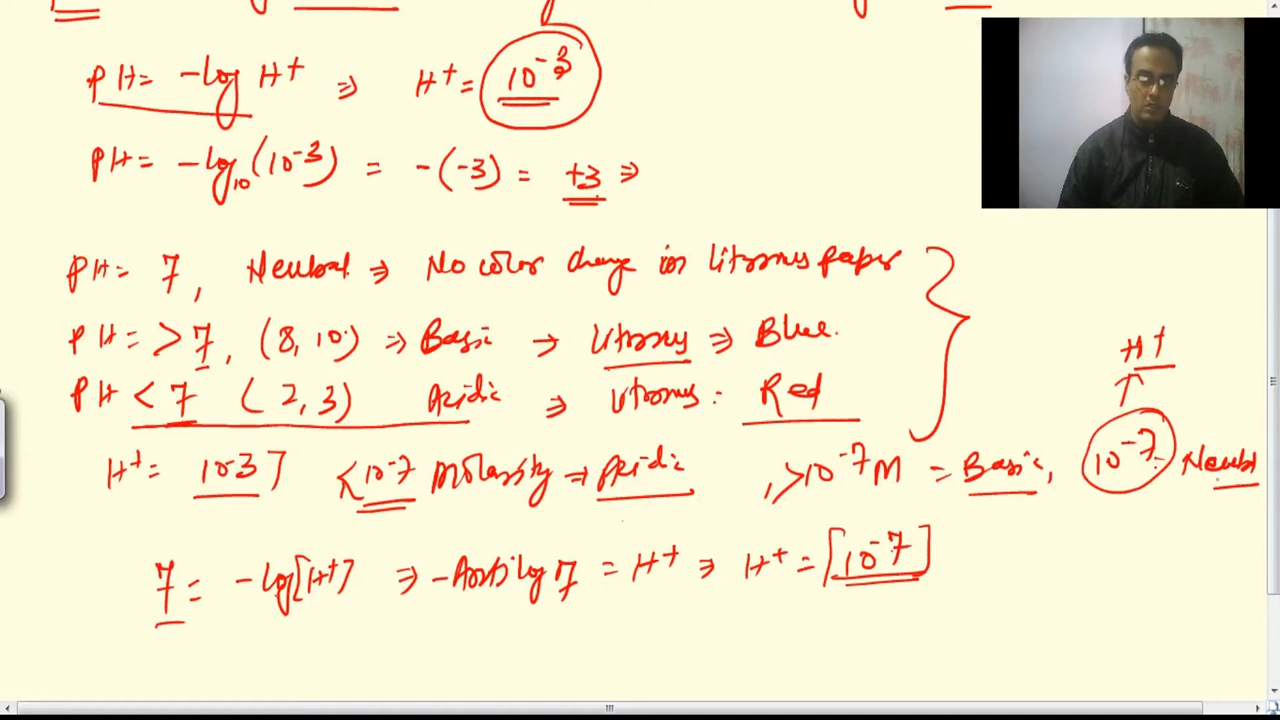 PH= -log H+ ⇒ H+= 10⁻³
PH= -log₁₀(10⁻³) = -(-3) = +3 ⇒
PH= 7, Neutral ⇒ No color change in litmus paper
PH= >7, (8, 10) ⇒ Basic → litmus ⇒ Blue.
PH < 7 (2, 3) Acidic ⇒ litmus: Red
H+
H+= 10-3] <10⁻⁷ Molarity ⇒ Acidic , >10⁻⁷ M = Basic, 10⁻⁷ Neutral
7 = -log[H+] ⇒ -Antilog 7 = H+ ⇒ H+ = [10⁻⁷]